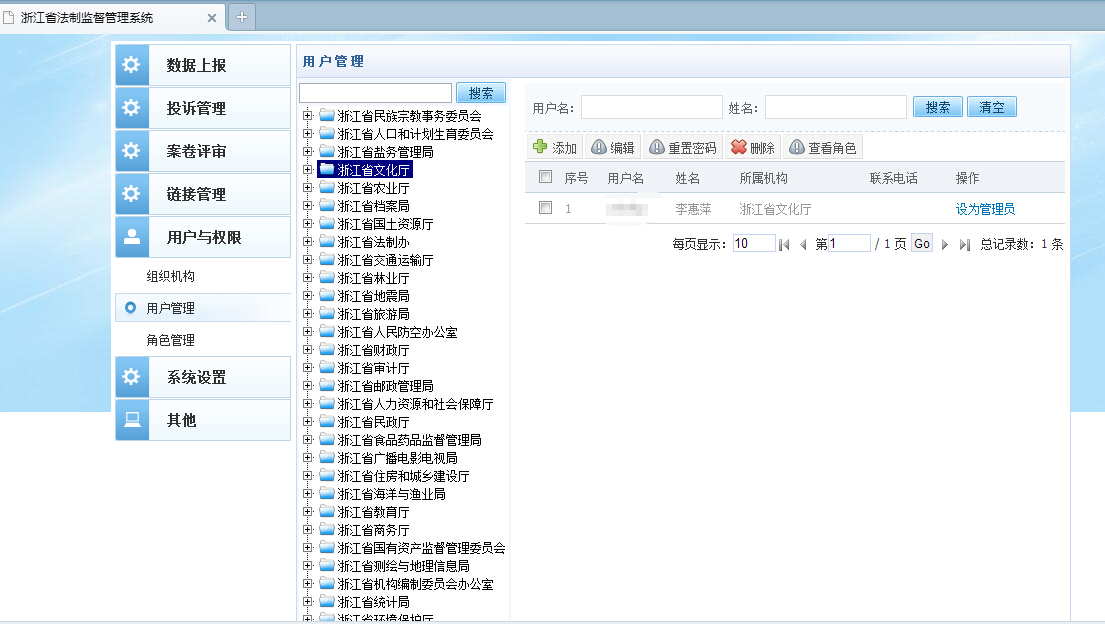 浙江省法制监督管理系统
数据上报
投诉管理
案卷评审
链接管理
用户与权限
组织机构
用户管理
角色管理
系统设置
其他
用户管理
搜索
浙江省民族宗教事务委员会
浙江省人口和计划生育委员会
浙江省盐务管理局
浙江省文化厅
浙江省农业厅
浙江省档案局
浙江省国土资源厅
浙江省法制办
浙江省交通运输厅
浙江省林业厅
浙江省地震局
浙江省旅游局
浙江省人民防空办公室
浙江省财政厅
浙江省审计厅
浙江省邮政管理局
浙江省人力资源和社会保障厅
浙江省民政厅
浙江省食品药品监督管理局
浙江省广播电影电视局
浙江省住房和城乡建设厅
浙江省海洋与渔业局
浙江省教育厅
浙江省商务厅
浙江省国有资产监督管理委员会
浙江省测绘与地理信息局
浙江省机构编制委员会办公室
浙江省统计局
浙江省环境保护厅
用户名: 姓名: 搜索 清空
添加 编辑 重置密码 删除 查看角色
序号 用户名 姓名 所属机构 联系电话 操作
1 李惠萍 浙江省文化厅 设为管理员
每页显示: 10 第 1 / 1 页 Go 总记录数: 1 条